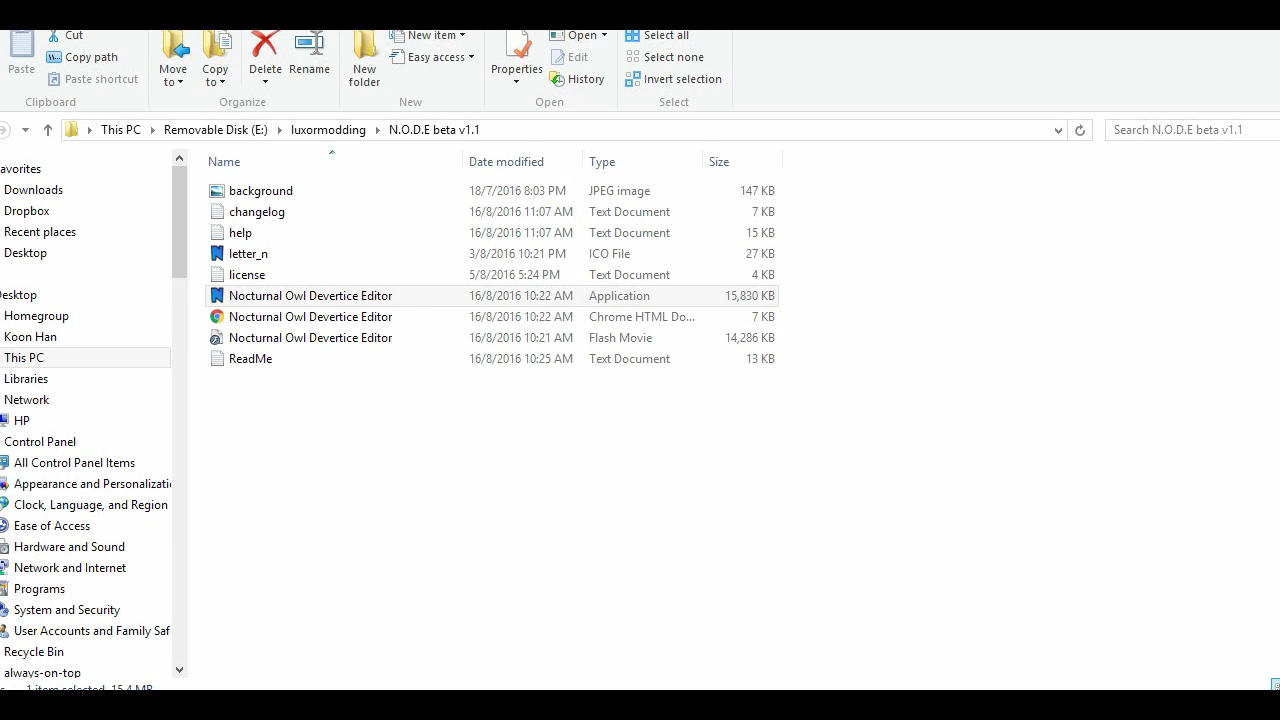 Cut
Copy path
Paste shortcut
Paste
Clipboard
Move to
Copy to
Delete
Rename
Organize
New folder
New item
Easy access
New
Properties
Open
Edit
History
Open
Select all
Select none
Invert selection
Select
This PC
Removable Disk (E:)
luxormodding
N.O.D.E beta v1.1
Search N.O.D.E beta v1.1
avorites
Downloads
Dropbox
Recent places
Desktop
esktop
Homegroup
Koon Han
This PC
Libraries
Network
HP
Control Panel
All Control Panel Items
Appearance and Personalizati
Clock, Language, and Region
Ease of Access
Hardware and Sound
Network and Internet
Programs
System and Security
User Accounts and Family Saf
Recycle Bin
always-on-top
Name Date modified Type Size
background 18/7/2016 8:03 PM JPEG image 147 KB
changelog 16/8/2016 11:07 AM Text Document 7 KB
help 16/8/2016 11:07 AM Text Document 15 KB
letter_n 3/8/2016 10:21 PM ICO File 27 KB
license 5/8/2016 5:24 PM Text Document 4 KB
Nocturnal Owl Devertice Editor 16/8/2016 10:22 AM Application 15,830 KB
Nocturnal Owl Devertice Editor 16/8/2016 10:22 AM Chrome HTML Do... 7 KB
Nocturnal Owl Devertice Editor 16/8/2016 10:21 AM Flash Movie 14,286 KB
ReadMe 16/8/2016 10:25 AM Text Document 13 KB
1 item selected 15.4 MB